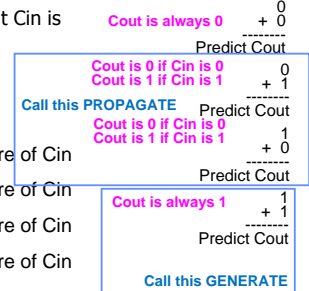 t Cin is
Cout is always 0
0
+ 0
--------
Predict Cout
Cout is 0 if Cin is 0
Cout is 1 if Cin is 1
0
+ 1
--------
Call this PROPAGATE
Predict Cout
Cout is 0 if Cin is 0
Cout is 1 if Cin is 1
1
+ 0
--------
re of Cin
Predict Cout
re of Cin
Cout is always 1
1
+ 1
--------
re of Cin
Predict Cout
re of Cin
Call this GENERATE